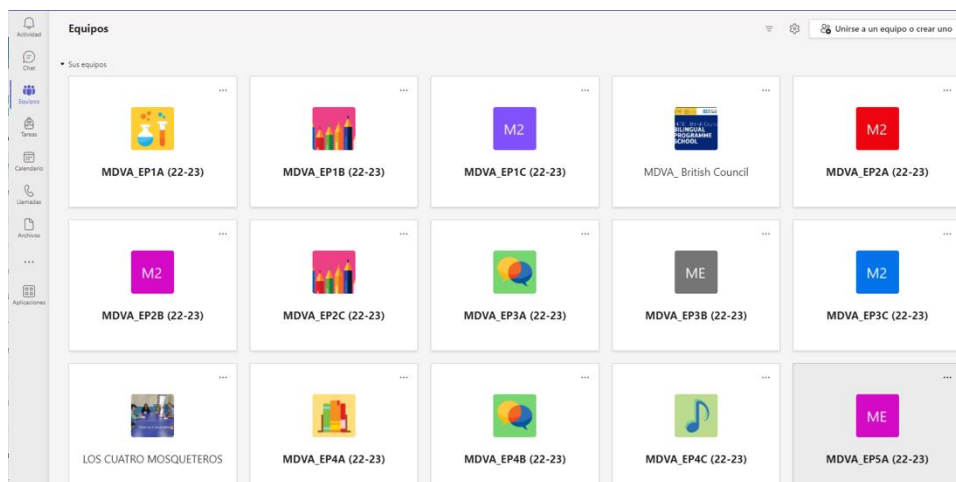 Equipos
Unirse a un equipo o crear uno
Actividad
Chat
Equipos
Tareas
Calendario
Llamadas
Archivos
Aplicaciones
Sus equipos
MDVA_EP1A (22-23)
MDVA_EP1B (22-23)
M2
MDVA_EP1C (22-23)
BILINGUAL
PROGRAMME
SCHOOL
MDVA_ British Council
M2
MDVA_EP2A (22-23)
M2
MDVA_EP2B (22-23)
MDVA_EP2C (22-23)
MDVA_EP3A (22-23)
ME
MDVA_EP3B (22-23)
M2
MDVA_EP3C (22-23)
LOS CUATRO MOSQUETEROS
MDVA_EP4A (22-23)
MDVA_EP4B (22-23)
MDVA_EP4C (22-23)
ME
MDVA_EP5A (22-23)